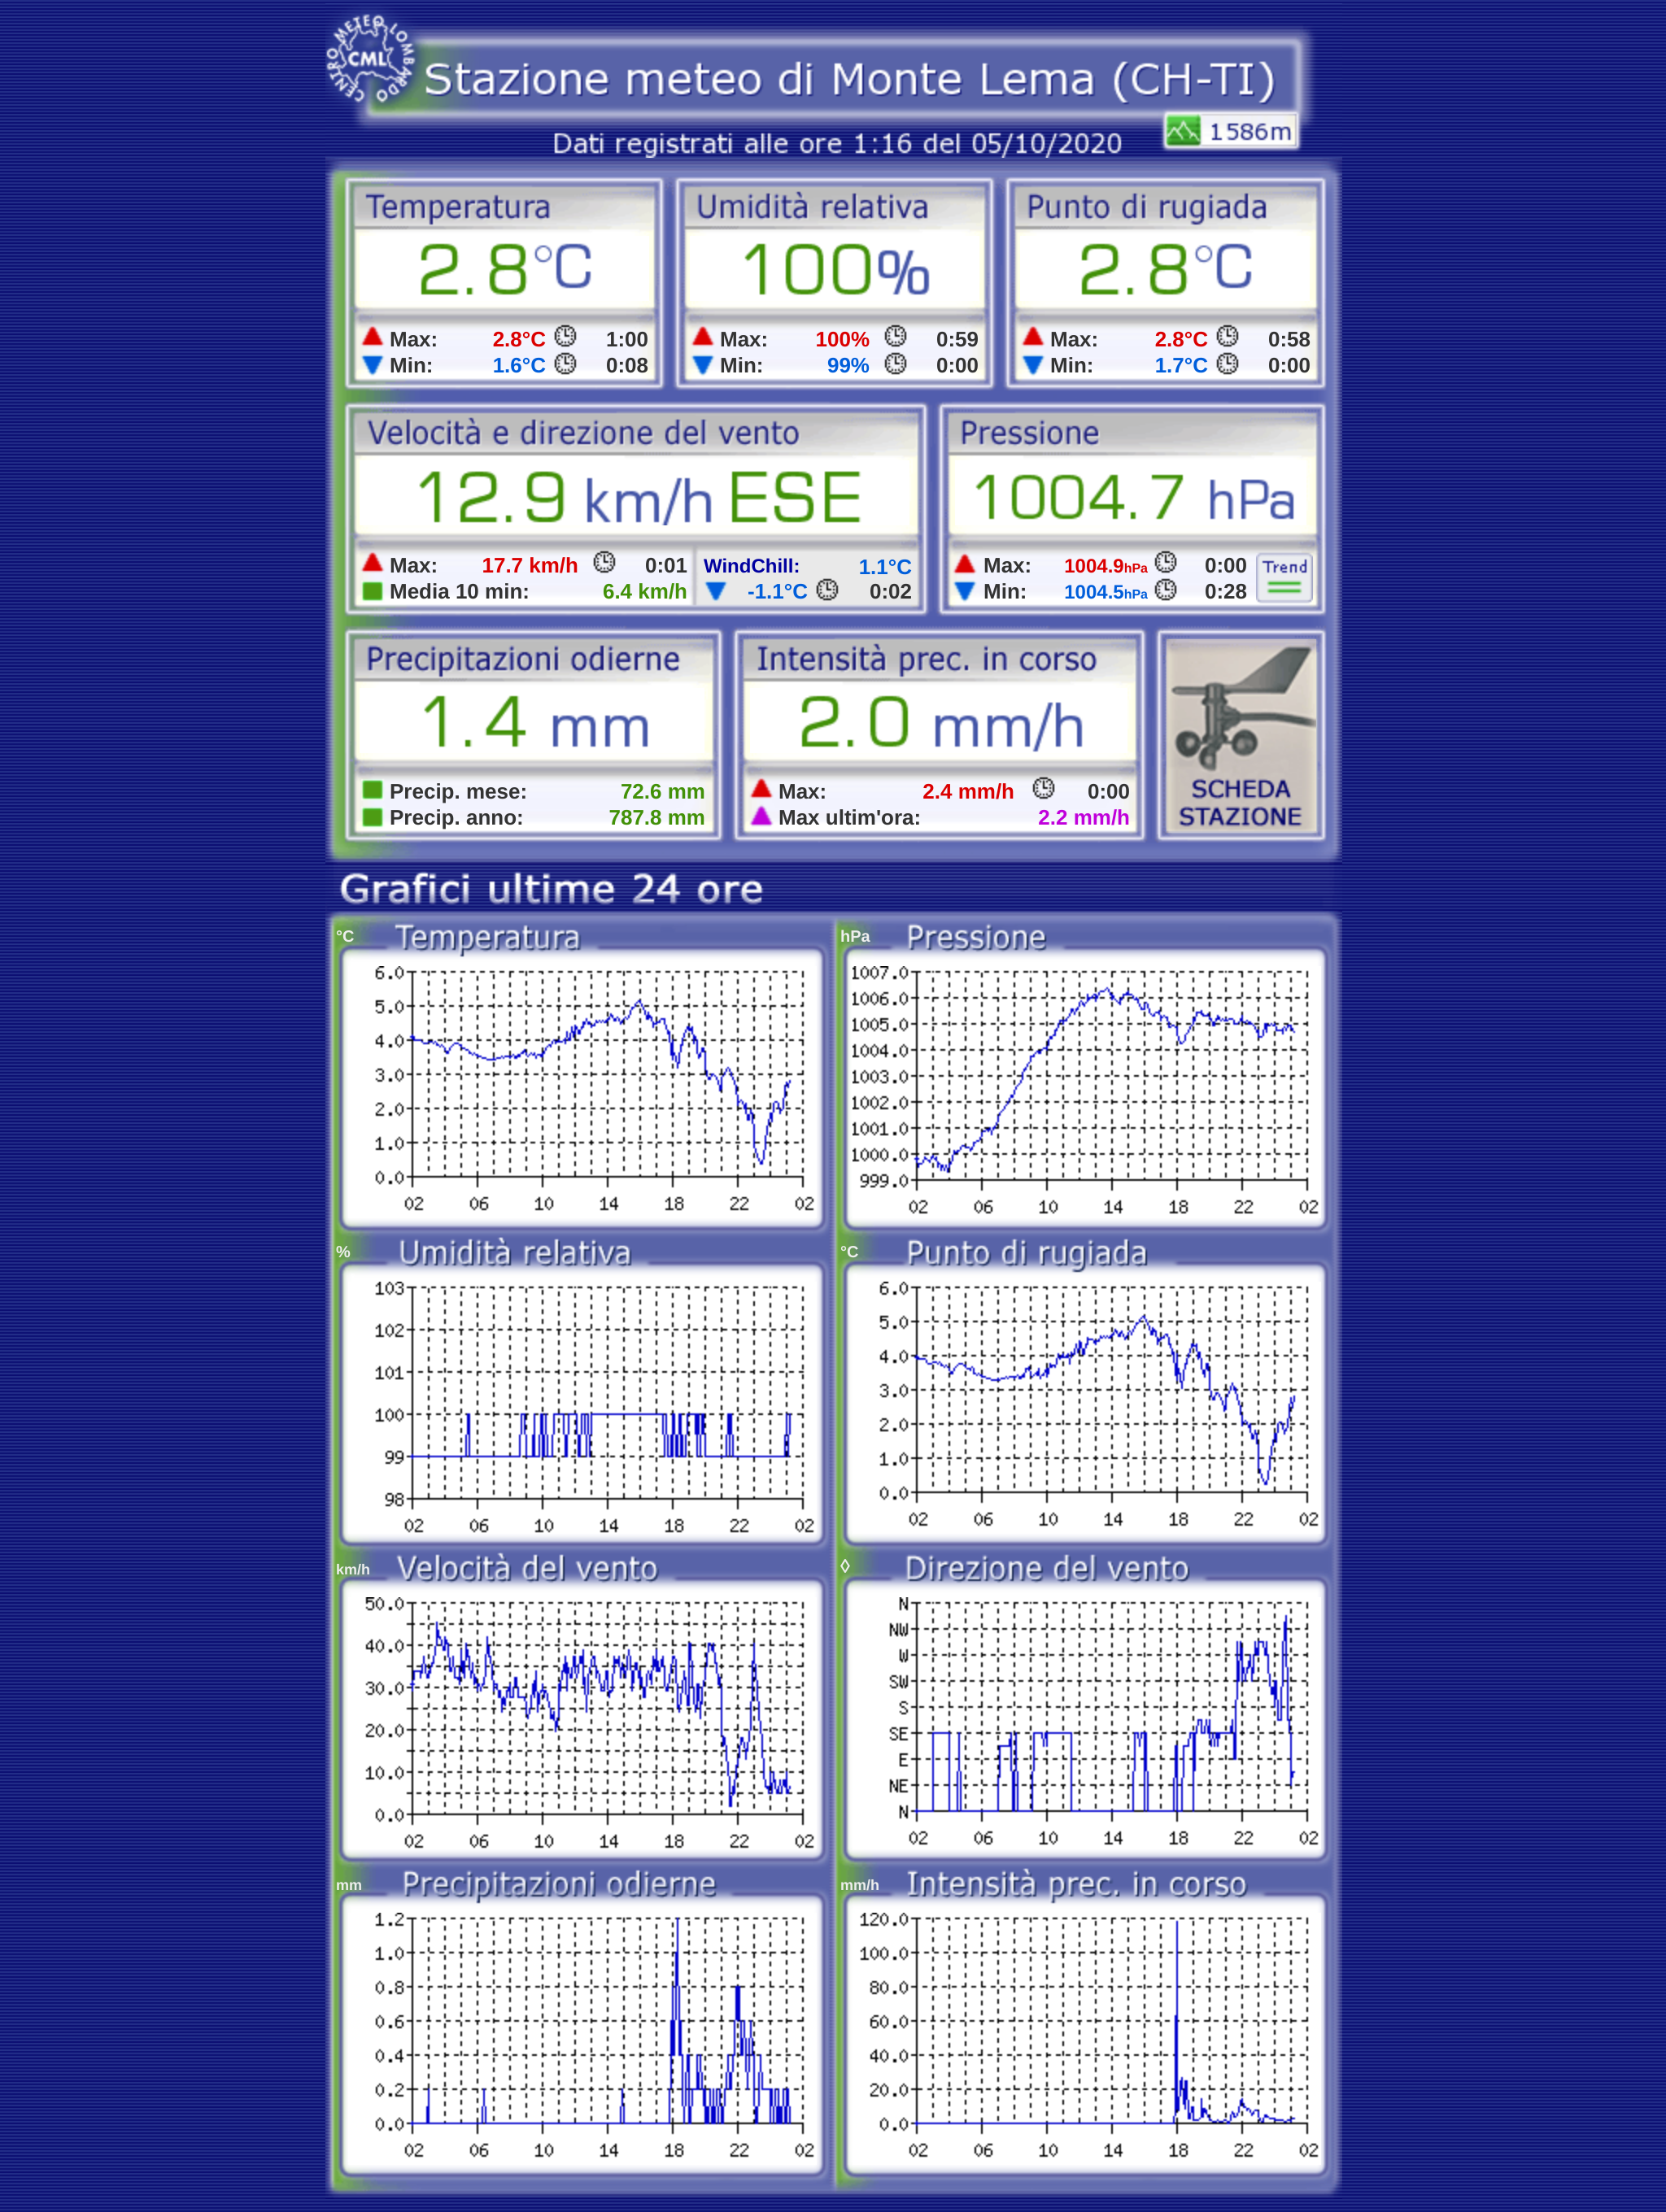 CENTRO METEO LOMBARDO
CML
Stazione meteo di Monte Lema (CH-TI)
1586m
Dati registrati alle ore 1:16 del 05/10/2020
Temperatura
2.8°C
Max: 2.8°C 1:00
Min: 1.6°C 0:08
Umidità relativa
100%
Max: 100% 0:59
Min: 99% 0:00
Punto di rugiada
2.8°C
Max: 2.8°C 0:58
Min: 1.7°C 0:00
Velocità e direzione del vento
12.9 km/h ESE
Max: 17.7 km/h 0:01
Media 10 min: 6.4 km/h
WindChill: 1.1°C
-1.1°C 0:02
Pressione
1004.7 hPa
Max: 1004.9hPa 0:00
Min: 1004.5hPa 0:28
Trend
Precipitazioni odierne
1.4 mm
Precip. mese: 72.6 mm
Precip. anno: 787.8 mm
Intensità prec. in corso
2.0 mm/h
Max: 2.4 mm/h 0:00
Max ultim'ora: 2.2 mm/h
SCHEDA
STAZIONE
Grafici ultime 24 ore
°C Temperatura
6.0
5.0
4.0
3.0
2.0
1.0
0.0
02 06 10 14 18 22 02
hPa Pressione
1007.0
1006.0
1005.0
1004.0
1003.0
1002.0
1001.0
1000.0
999.0
02 06 10 14 18 22 02
% Umidità relativa
103
102
101
100
99
98
02 06 10 14 18 22 02
°C Punto di rugiada
6.0
5.0
4.0
3.0
2.0
1.0
0.0
02 06 10 14 18 22 02
km/h Velocità del vento
50.0
40.0
30.0
20.0
10.0
0.0
02 06 10 14 18 22 02
◊ Direzione del vento
N
NW
W
SW
S
SE
E
NE
N
02 06 10 14 18 22 02
mm Precipitazioni odierne
1.2
1.0
0.8
0.6
0.4
0.2
0.0
02 06 10 14 18 22 02
mm/h Intensità prec. in corso
120.0
100.0
80.0
60.0
40.0
20.0
0.0
02 06 10 14 18 22 02